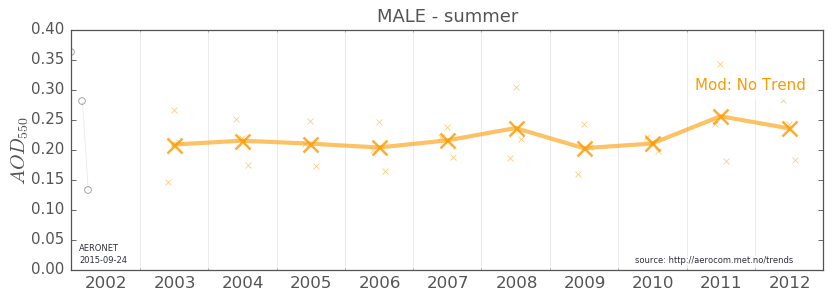 MALE - summer
0.40
0.35
0.30
0.25
0.20
0.15
0.10
0.05
0.00
AOD550
Mod: No Trend
AERONET
2015-09-24
source: http://aerocom.met.no/trends
2002 2003 2004 2005 2006 2007 2008 2009 2010 2011 2012